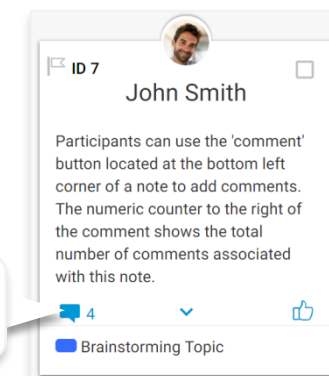 ID 7
John Smith
Participants can use the 'comment'
button located at the bottom left
corner of a note to add comments.
The numeric counter to the right of
the comment shows the total
number of comments associated
with this note.
4
Brainstorming Topic